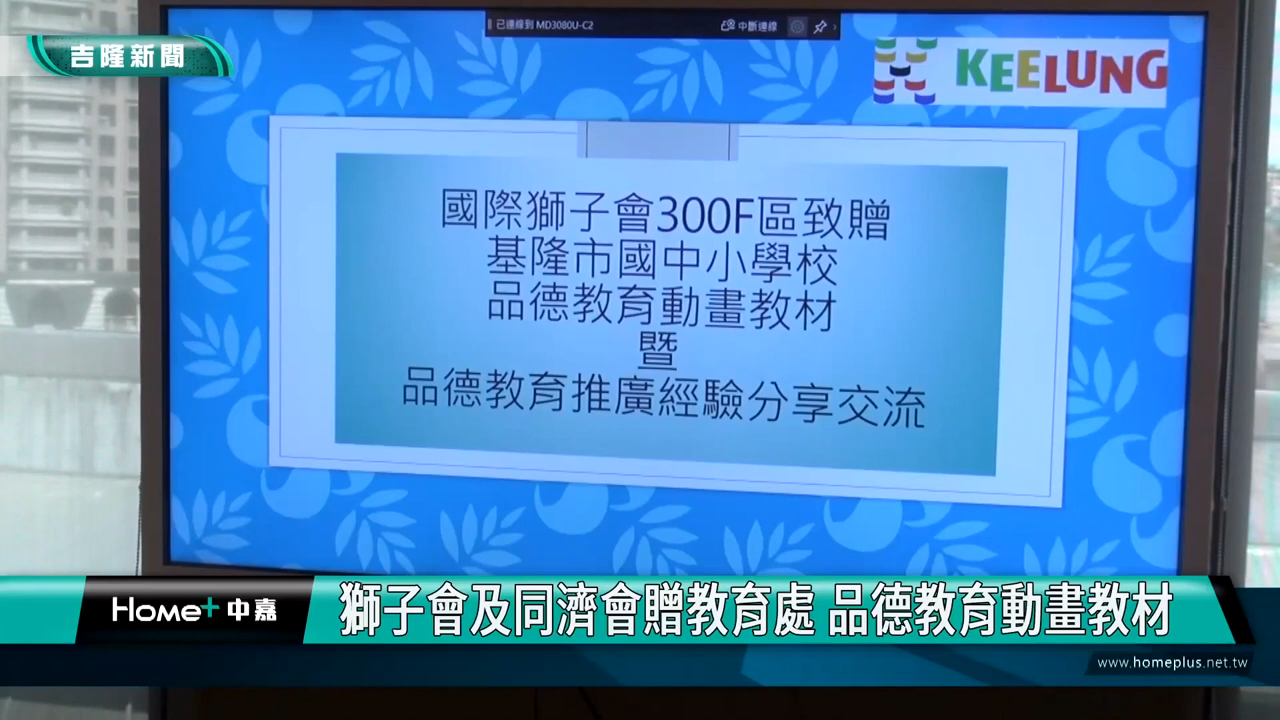 已連線到 MD3080U-C2
中斷連線
吉隆新聞
KEELUNG
國際獅子會300F區致贈
基隆市國中小學校
品德教育動畫教材
暨
品德教育推廣經驗分享交流
Home+ 中嘉
獅子會及同濟會贈教育處 品德教育動畫教材
www.homeplus.net.tw